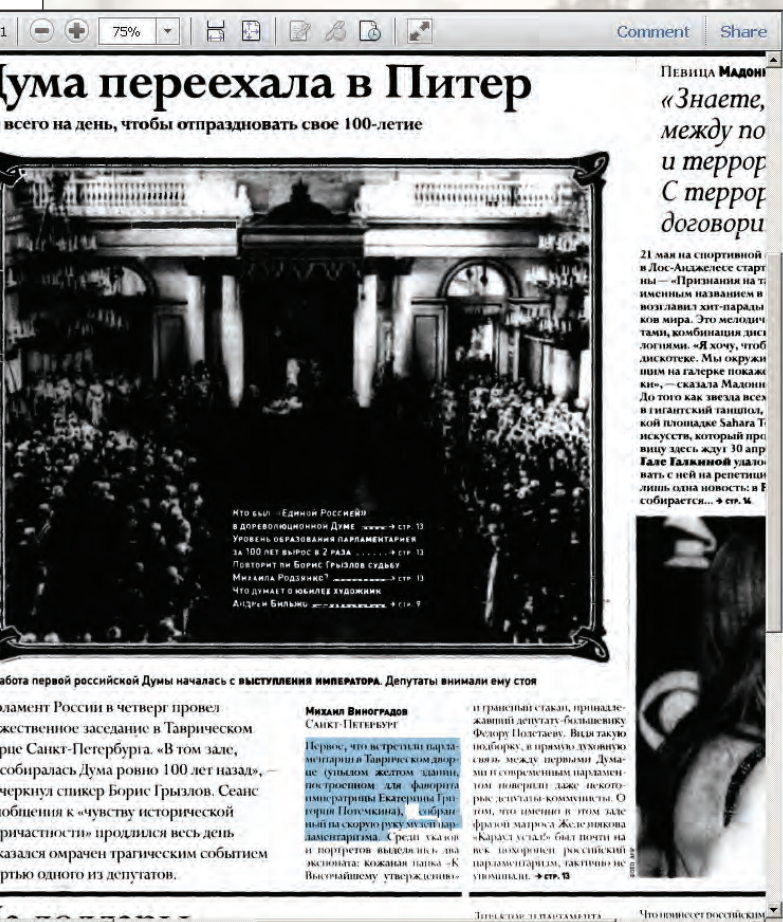 1
75%
Comment
Share
Дума переехала в Питер
всего на день, чтобы отпраздновать свое 100-летие
Кто был «Единой Россией»
в дореволюционной Думе → стр. 13
Уровень образования парламентариев
за 100 лет вырос в 2 раза ...... → стр. 13
Повторит ли Борис Грызлов судьбу
Михаила Родзянко? → стр. 13
Что думает о юбилее художник
Андрей Бильжо → стр. 9
абота первой российской Думы началась с выступления императора. Депутаты внимали ему стоя
рламент России в четверг провел
жественное заседание в Таврическом
рце Санкт-Петербурга. «В том зале,
собиралась Дума ровно 100 лет назад», —
черкнул спикер Борис Грызлов. Сеанс
общения к «чувству исторической
ричастности» продлился весь день
казался омрачен трагическим событием
ртью одного из депутатов.
Михаил Виноградов
Санкт-Петербург
Первое, что встретили парла-
ментарии в Таврическом двор-
це (унылом желтом здании,
построенном для фаворита
императрицы Екатерины Гри-
гория Потемкина), собран-
ный на скорую руку музей пар-
ламентаризма. Среди указов
и портретов выделялись два
экспоната: кожаная папка «К
Высочайшему утверждению»
и граненый стакан, принадле-
жавший депутату-большевику
Федору Полетаеву. Видя такую
подборку, в прямую духовную
связь между первыми Дума-
ми и современным парламен-
том поверили даже некото-
рые депутаты-коммунисты. О
том, что именно в этом зале
фразой матроса Железнякова
«Караул устал!» был почти на
век похоронен российский
парламентаризм, тактично не
упоминали. → стр. 13
Певица Мадон
«Знаете,
между по
и террор
С террор
договори
21 мая на спортивной
в Лос-Анджелесе старт
ны — «Признания на та
именным названием в
возглавил хит-парады
ков мира. Это мелодич
тами, комбинация диск
логиями. «Я хочу, чтоб
дискотеке. Мы окружи
щим на галерке покаже
ки», — сказала Мадонн
До того как звезда всех
в гигантский танцпол,
кой площадке Sahara T
искусств, который про
вицу здесь ждут 30 апр
Гале Галкиной удало
вать с ней на репетици
лишь одна новость: в Р
собирается... → стр. 14
Что принесет российским